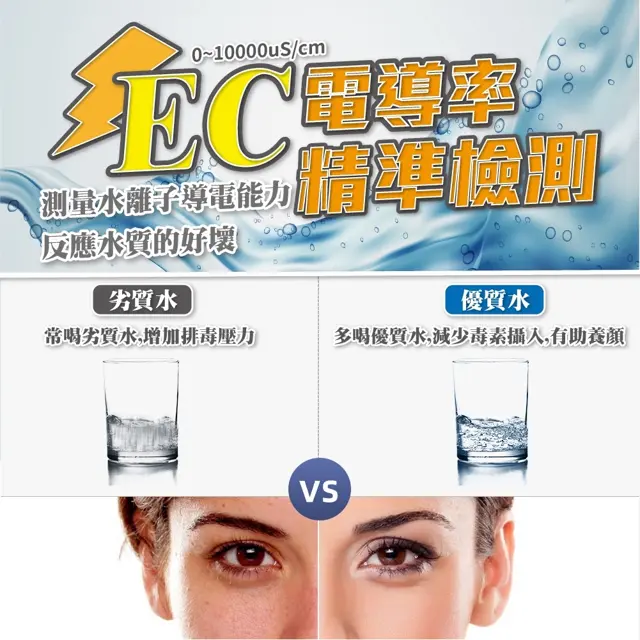 0~10000uS/cm
EC電導率
精準檢測
測量水離子導電能力
反應水質的好壞
劣質水
常喝劣質水,增加排毒壓力
優質水
多喝優質水,減少毒素攝入,有助養顏
VS